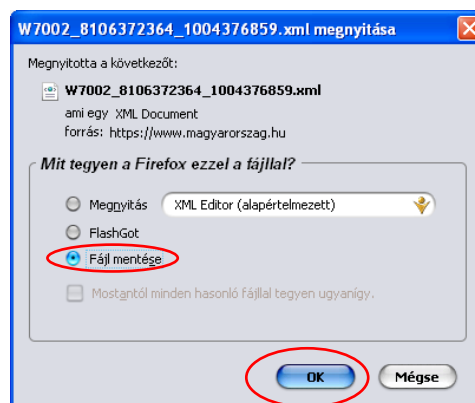 W7002_8106372364_1004376859.xml megnyitása
Megnyitotta a következőt:
W7002_8106372364_1004376859.xml
ami egy XML Document
forrás: https://www.magyarorszag.hu
Mit tegyen a Firefox ezzel a fájllal?
Megnyitás XML Editor (alapértelmezett)
FlashGot
Fájl mentése
Mostantól minden hasonló fájllal tegyen ugyanígy.
OK Mégse